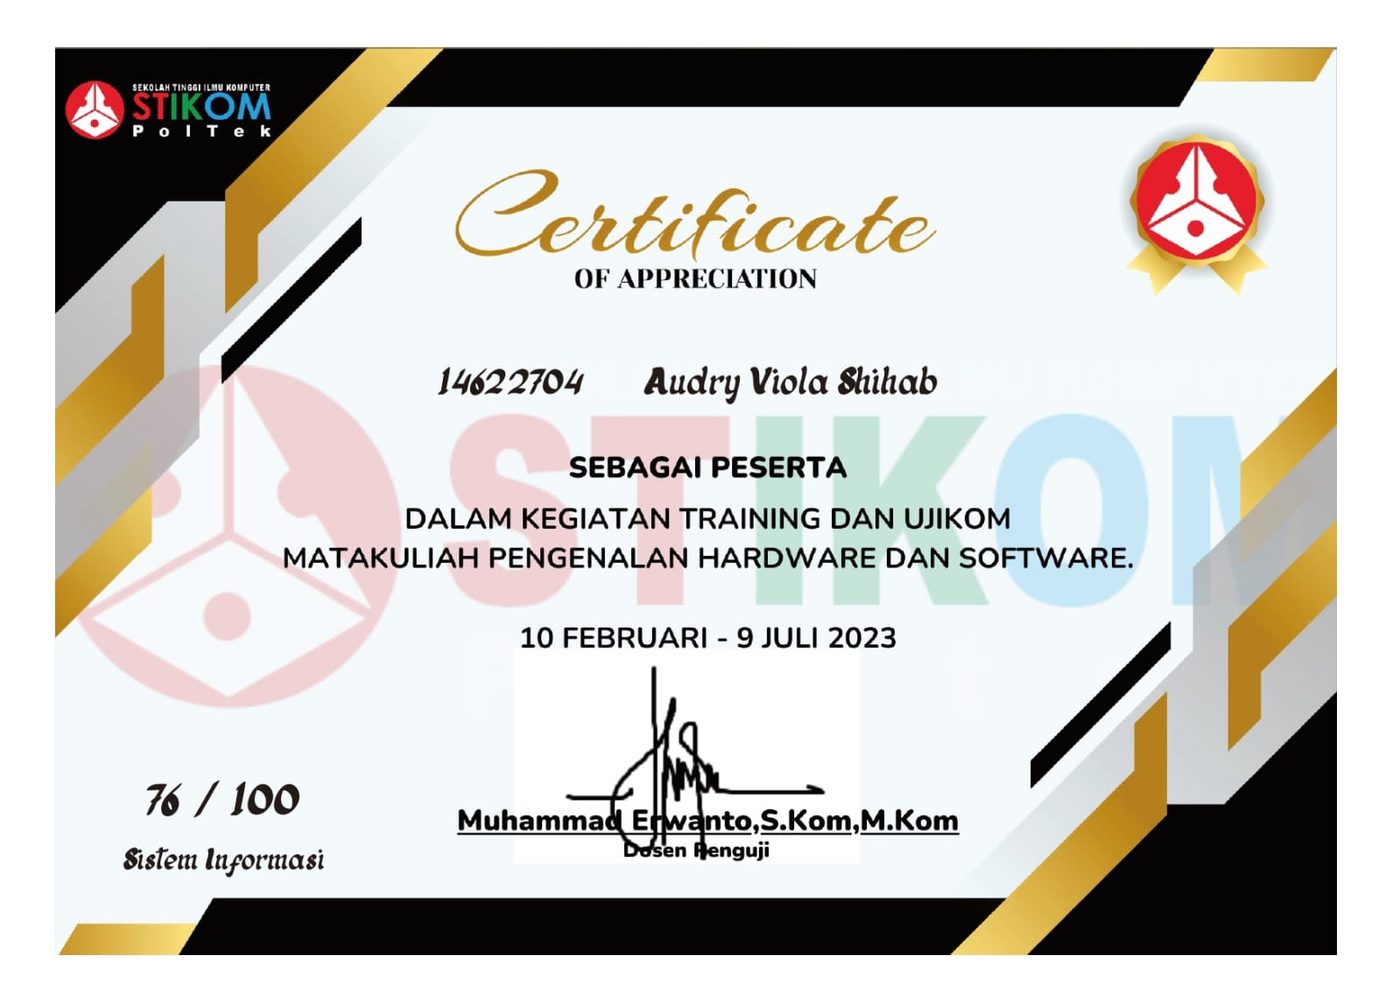 SEKOLAH TINGGI ILMU KOMPUTER
STIKOM
PolTek
Certificate
OF APPRECIATION
14622704 Audry Viola Shihab
SEBAGAI PESERTA
DALAM KEGIATAN TRAINING DAN UJIKOM
MATAKULIAH PENGENALAN HARDWARE DAN SOFTWARE.
10 FEBRUARI - 9 JULI 2023
76 / 100
Sistem Informasi
Muhammad Erwanto,S.Kom,M.Kom
Dosen Penguji
STIKOM